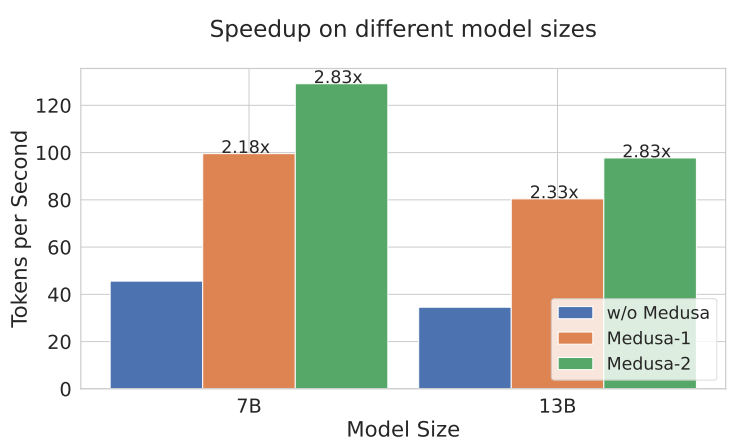 Speedup on different model sizes
Tokens per Second
120
100
80
60
40
20
0
2.18x
2.83x
2.33x
2.83x
w/o Medusa
Medusa-1
Medusa-2
7B
13B
Model Size